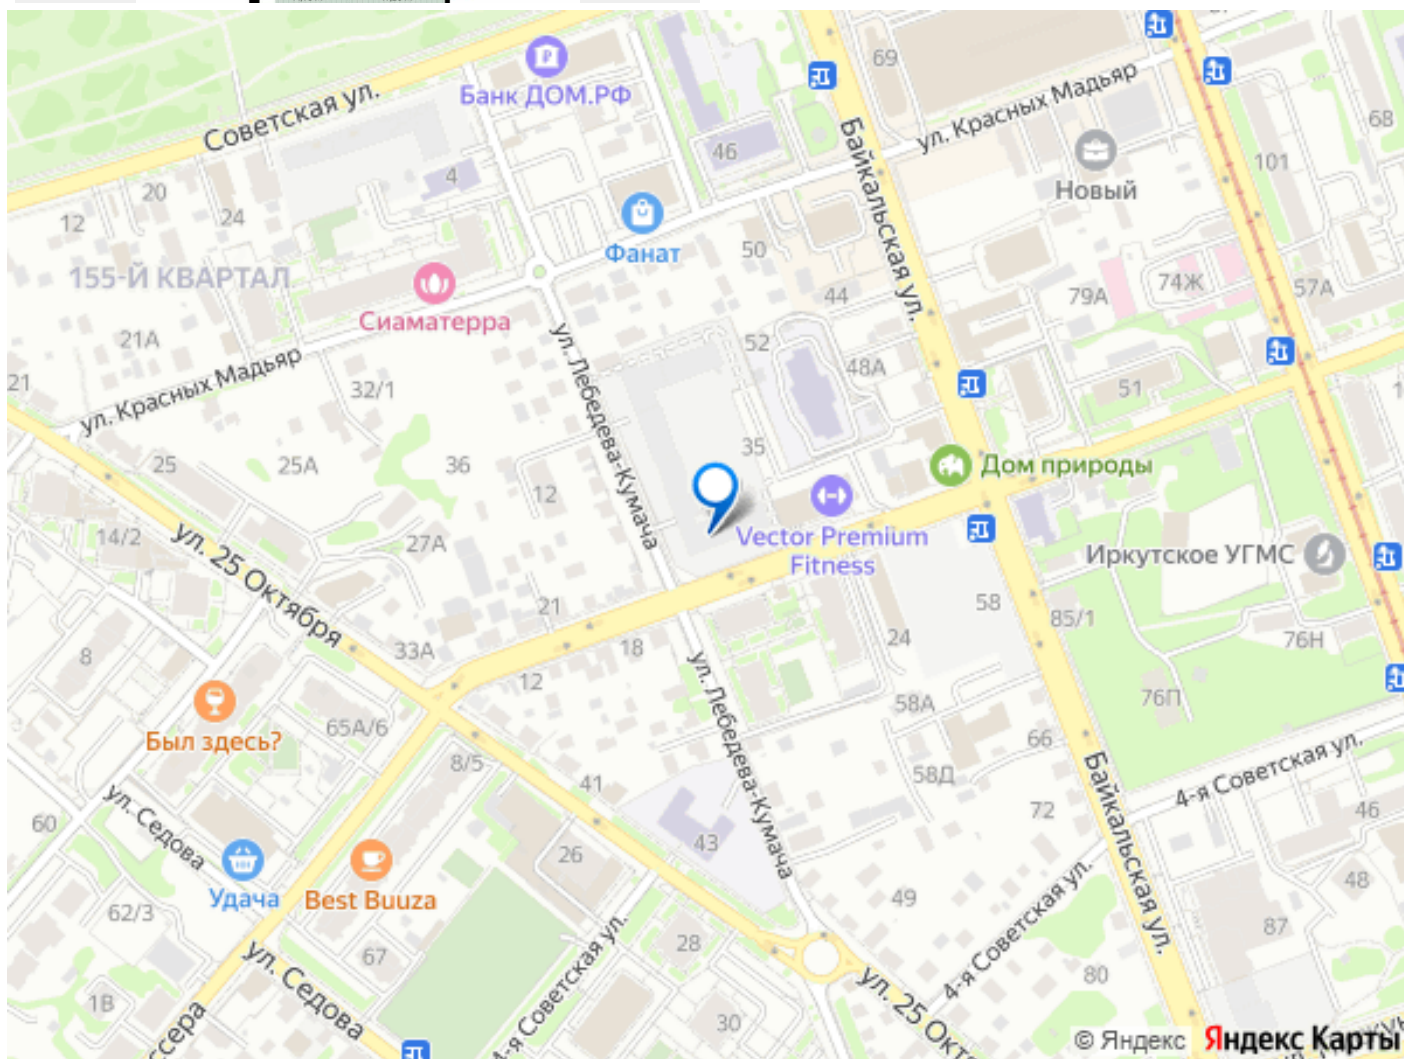 69
Банк ДОМ.РФ
ул. Красных Мадьяр
68
Советская ул.
Байкальская ул.
46
101
4
Новый
20
24
12
Фанат
50
155-Й КВАРТАЛ
74Ж
57А
79А
44
Сиаматерра
21А
52
ул. Лебедева-Кумача
48А
21
32/1
51
ул. Красных Мадьяр
35
25
25А
36
Дом природы
12
14/2
ул. 25 Октября
27А
Vector Premium
Fitness
Иркутское УГМС
21
58
85/1
18
24
76Н
33А
8
12
ул. Лебедева-Кумача
76П
58А
65А/6
Был здесь?
66
Байкальская ул.
4-я Советская ул.
8/5
58Д
41
ул. Седова
72
46
60
43
26
Удача
Best Buuza
48
49
4-я Советская ул.
62/3
87
28
67
ул. Седова
4-я Советская ул.
80
1В
ул. 25 Окт
30
ссера
© Яндекс
Яндекс Карты